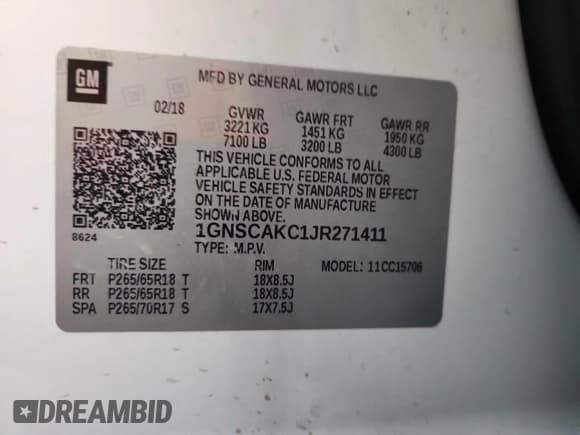 GM
MFD BY GENERAL MOTORS LLC
02/18 GVWR GAWR FRT GAWR RR
3221 KG 1451 KG 1950 KG
7100 LB 3200 LB 4300 LB
THIS VEHICLE CONFORMS TO ALL
APPLICABLE U.S. FEDERAL MOTOR
VEHICLE SAFETY STANDARDS IN EFFECT
ON THE DATE OF MANUFACTURE
SHOWN ABOVE.
8624
1GNSCAKC1JR271411
TYPE: M.P.V.
TIRE SIZE RIM MODEL: 11CC15706
FRT P265/65R18 T 18X8.5J
RR P265/65R18 T 18X8.5J
SPA P265/70R17 S 17X7.5J
DREAMBID